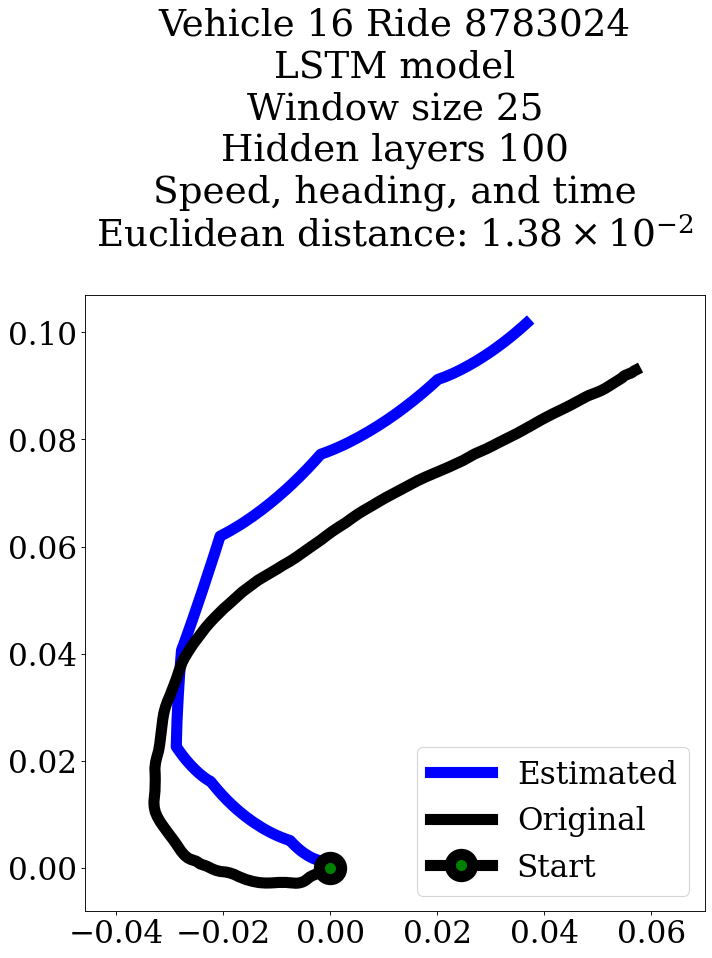 Vehicle 16 Ride 8783024
LSTM model
Window size 25
Hidden layers 100
Speed, heading, and time
Euclidean distance: 1.38 × 10⁻²
0.10
0.08
0.06
0.04
0.02
0.00
−0.04 −0.02 0.00 0.02 0.04 0.06
Estimated
Original
Start